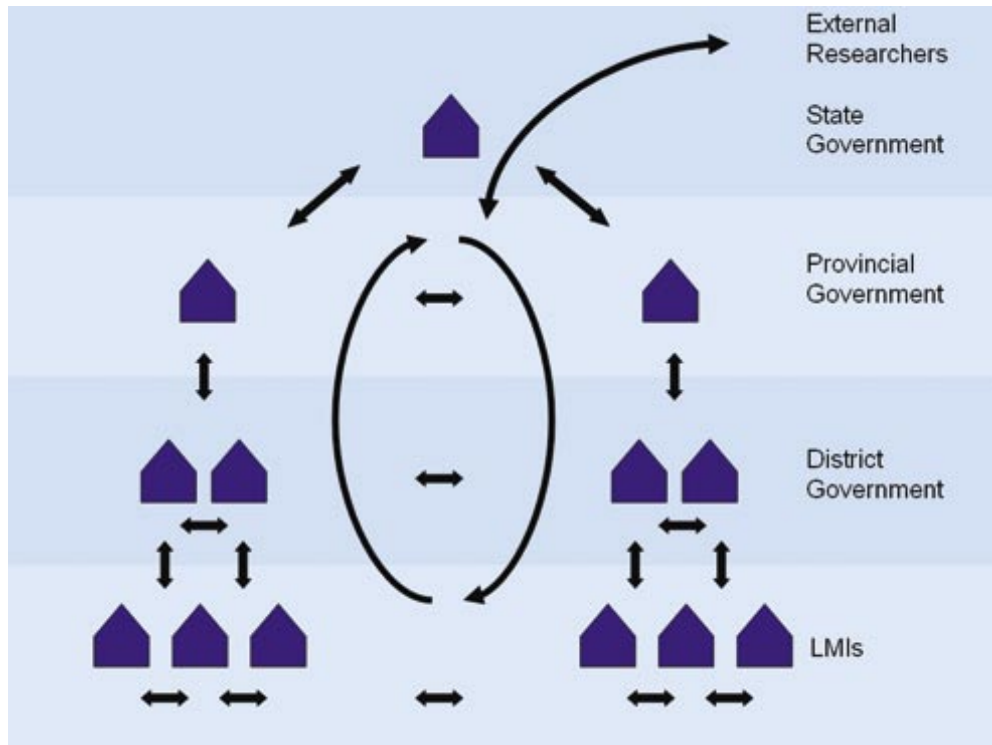 External
Researchers
State
Government
Provincial
Government
District
Government
LMIs